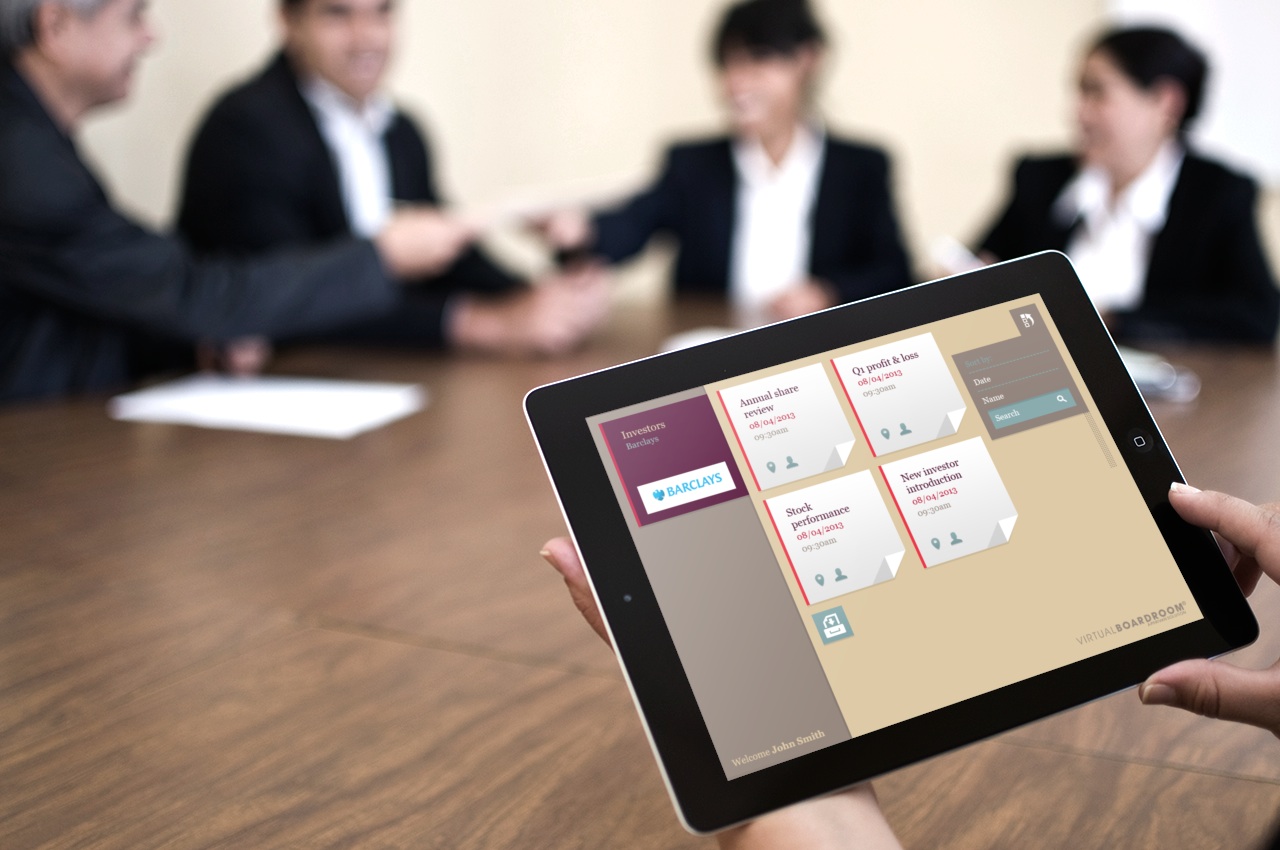 Investors
Barclays
BARCLAYS
Annual share
review
08/04/2013
09:30am
Q1 profit & loss
08/04/2013
09:30am
Stock
performance
08/04/2013
09:30am
New investor
introduction
08/04/2013
09:30am
Sort by
Date
Name
Search
Welcome John Smith
VIRTUALBOARDROOM